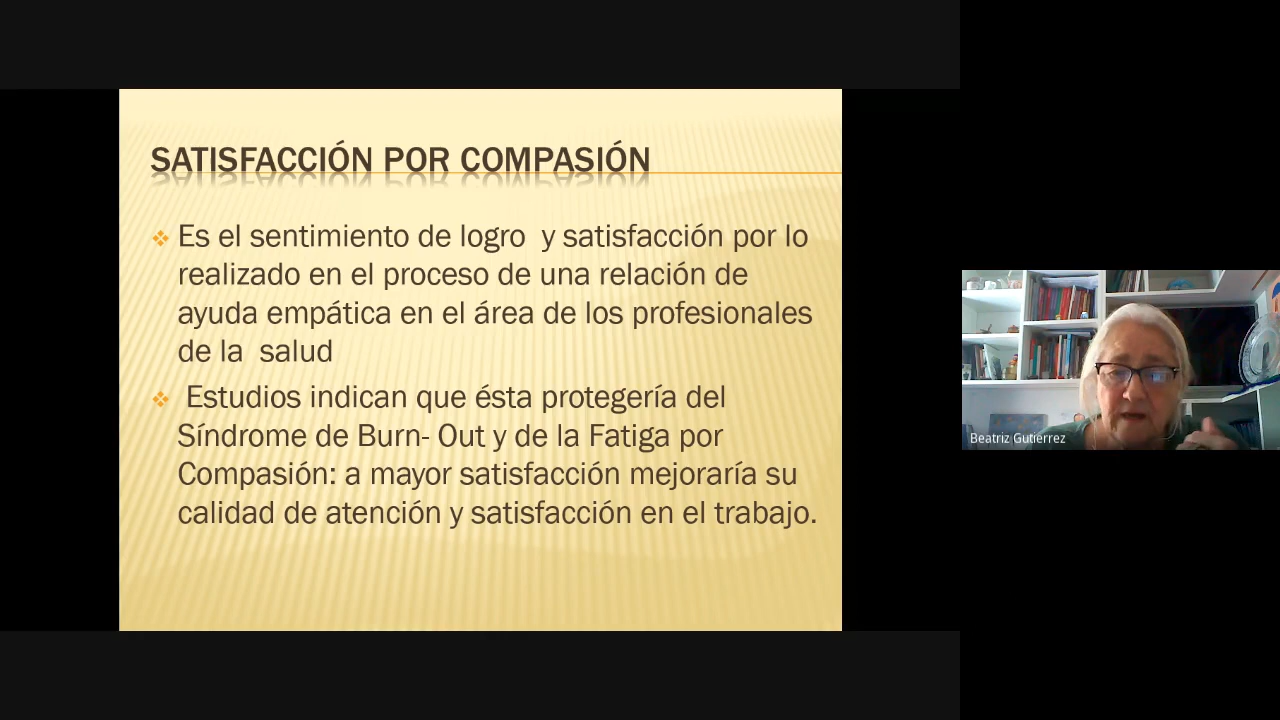 SATISFACCIÓN POR COMPASIÓN
Es el sentimiento de logro  y satisfacción por lo
realizado en el proceso de una relación de
ayuda empática en el área de los profesionales
de la  salud
Estudios indican que ésta protegería del
Síndrome de Burn- Out y de la Fatiga por
Compasión: a mayor satisfacción mejoraría su
calidad de atención y satisfacción en el trabajo.
Beatriz Gutierrez